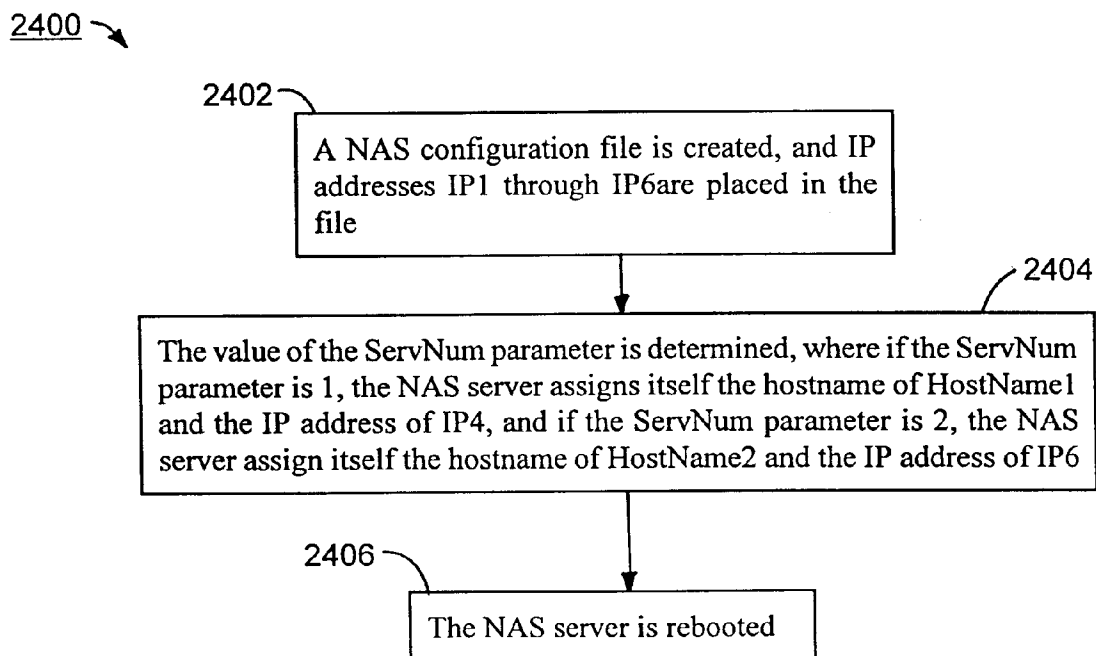 2400
2402
A NAS configuration file is created, and IP
addresses IP1 through IP6are placed in the
file
2404
The value of the ServNum parameter is determined, where if the ServNum
parameter is 1, the NAS server assigns itself the hostname of HostName1
and the IP address of IP4, and if the ServNum parameter is 2, the NAS
server assign itself the hostname of HostName2 and the IP address of IP6
2406
The NAS server is rebooted